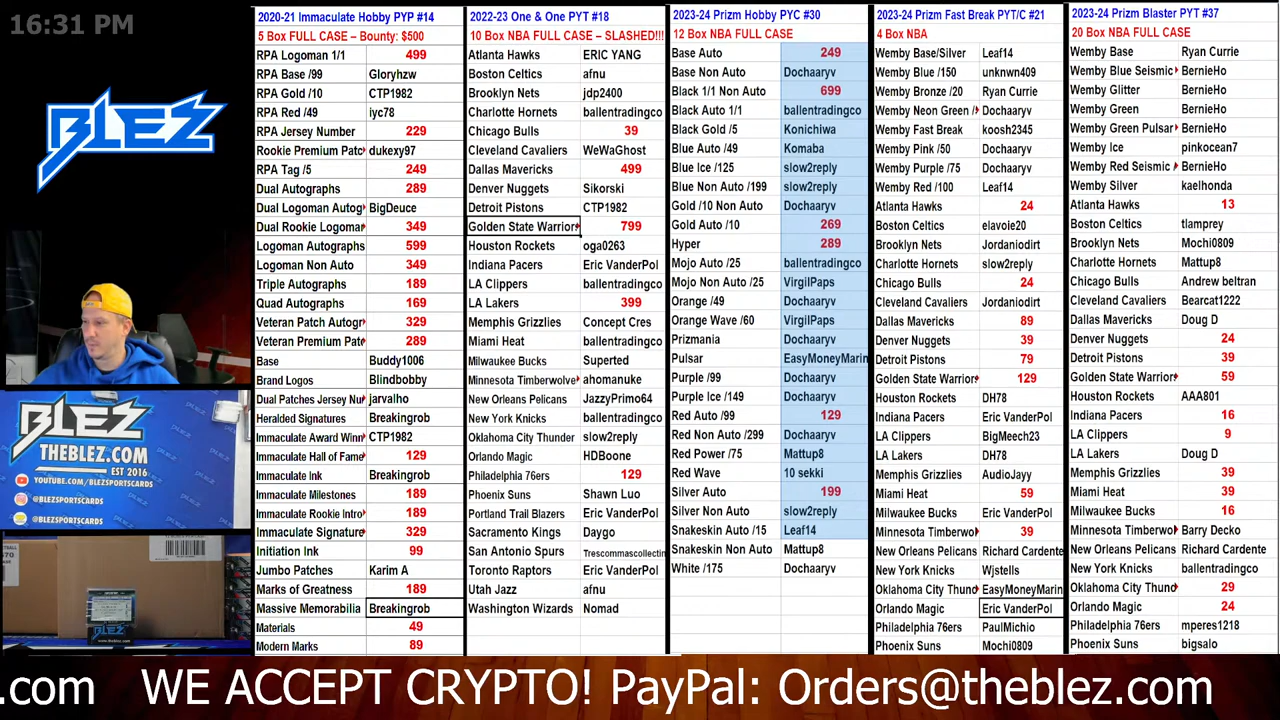 16:31 PM
BLEZ
BLEZ
THEBLEZ.COM
EST 2016
YOUTUBE.COM/BLEZSPORTSCARDS
@BLEZSPORTSCARDS
@BLEZSPORTSCARDS
2020-21 Immaculate Hobby PYP #14
5 Box FULL CASE – Bounty: $500
RPA Logoman 1/1 499
RPA Base /99 Gloryhzw
RPA Gold /10 CTP1982
RPA Red /49 iyc78
RPA Jersey Number 229
Rookie Premium Patc dukexy97
RPA Tag /5 249
Dual Autographs 289
Dual Logoman Autog BigDeuce
Dual Rookie Logoma 349
Logoman Autographs 599
Logoman Non Auto 349
Triple Autographs 189
Quad Autographs 169
Veteran Patch Autogr 329
Veteran Premium Pat 289
Base Buddy1006
Brand Logos Blindbobby
Dual Patches Jersey Nu jarvalho
Heralded Signatures Breakingrob
Immaculate Award Winn CTP1982
Immaculate Hall of Fame 129
Immaculate Ink Breakingrob
Immaculate Milestones 189
Immaculate Rookie Intro 189
Immaculate Signature 329
Initiation Ink 99
Jumbo Patches Karim A
Marks of Greatness 189
Massive Memorabilia Breakingrob
Materials 49
Modern Marks 89
2022-23 One & One PYT #18
10 Box NBA FULL CASE – SLASHED!!!
Atlanta Hawks ERIC YANG
Boston Celtics afnu
Brooklyn Nets jdp2400
Charlotte Hornets ballentradingco
Chicago Bulls 39
Cleveland Cavaliers WeWaGhost
Dallas Mavericks 499
Denver Nuggets Sikorski
Detroit Pistons CTP1982
Golden State Warrior 799
Houston Rockets oga0263
Indiana Pacers Eric VanderPol
LA Clippers ballentradingco
LA Lakers 399
Memphis Grizzlies Concept Cres
Miami Heat ballentradingco
Milwaukee Bucks Superted
Minnesota Timberwolve ahomanuke
New Orleans Pelicans JazzyPrimo64
New York Knicks ballentradingco
Oklahoma City Thunder slow2reply
Orlando Magic HDBoone
Philadelphia 76ers 129
Phoenix Suns Shawn Luo
Portland Trail Blazers Eric VanderPol
Sacramento Kings Daygo
San Antonio Spurs Trescommascollectin
Toronto Raptors Eric VanderPol
Utah Jazz afnu
Washington Wizards Nomad
2023-24 Prizm Hobby PYC #30
12 Box NBA FULL CASE
Base Auto 249
Base Non Auto Dochaaryv
Black 1/1 Non Auto 699
Black Auto 1/1 ballentradingco
Black Gold /5 Konichiwa
Blue Auto /49 Komaba
Blue Ice /125 slow2reply
Blue Non Auto /199 slow2reply
Gold /10 Non Auto Dochaaryv
Gold Auto /10 269
Hyper 289
Mojo Auto /25 ballentradingco
Mojo Non Auto /25 VirgilPaps
Orange /49 Dochaaryv
Orange Wave /60 VirgilPaps
Prizmania Dochaaryv
Pulsar EasyMoneyMarin
Purple /99 Dochaaryv
Purple Ice /149 Dochaaryv
Red Auto /99 129
Red Non Auto /299 Dochaaryv
Red Power /75 Mattup8
Red Wave 10 sekki
Silver Auto 199
Silver Non Auto slow2reply
Snakeskin Auto /15 Leaf14
Snakeskin Non Auto Mattup8
White /175 Dochaaryv
2023-24 Prizm Fast Break PYT/C #21
4 Box NBA
Wemby Base/Silver Leaf14
Wemby Blue /150 unknwn409
Wemby Bronze /20 Ryan Currie
Wemby Neon Green / Dochaaryv
Wemby Fast Break koosh2345
Wemby Pink /50 Dochaaryv
Wemby Purple /75 Dochaaryv
Wemby Red /100 Leaf14
Atlanta Hawks 24
Boston Celtics elavoie20
Brooklyn Nets Jordaniodirt
Charlotte Hornets slow2reply
Chicago Bulls 24
Cleveland Cavaliers Jordaniodirt
Dallas Mavericks 89
Denver Nuggets 39
Detroit Pistons 79
Golden State Warrior 129
Houston Rockets DH78
Indiana Pacers Eric VanderPol
LA Clippers BigMeech23
LA Lakers DH78
Memphis Grizzlies AudioJayy
Miami Heat 59
Milwaukee Bucks Eric VanderPol
Minnesota Timberwo 39
New Orleans Pelicans Richard Cardente
New York Knicks Wjstells
Oklahoma City Thun EasyMoneyMarin
Orlando Magic Eric VanderPol
Philadelphia 76ers PaulMichio
Phoenix Suns Mochi0809
2023-24 Prizm Blaster PYT #37
20 Box NBA FULL CASE
Wemby Base Ryan Currie
Wemby Blue Seismic BernieHo
Wemby Glitter BernieHo
Wemby Green BernieHo
Wemby Green Pulsar BernieHo
Wemby Ice pinkocean7
Wemby Red Seismic BernieHo
Wemby Silver kaelhonda
Atlanta Hawks 13
Boston Celtics tlamprey
Brooklyn Nets Mochi0809
Charlotte Hornets Mattup8
Chicago Bulls Andrew beltran
Cleveland Cavaliers Bearcat1222
Dallas Mavericks Doug D
Denver Nuggets 24
Detroit Pistons 39
Golden State Warrior 59
Houston Rockets AAA801
Indiana Pacers 16
LA Clippers 9
LA Lakers Doug D
Memphis Grizzlies 39
Miami Heat 39
Milwaukee Bucks 16
Minnesota Timberwo Barry Decko
New Orleans Pelicans Richard Cardente
New York Knicks ballentradingco
Oklahoma City Thun 29
Orlando Magic 24
Philadelphia 76ers mperes1218
Phoenix Suns bigsalo
BLEZ
.com WE ACCEPT CRYPTO! PayPal: Orders@theblez.com